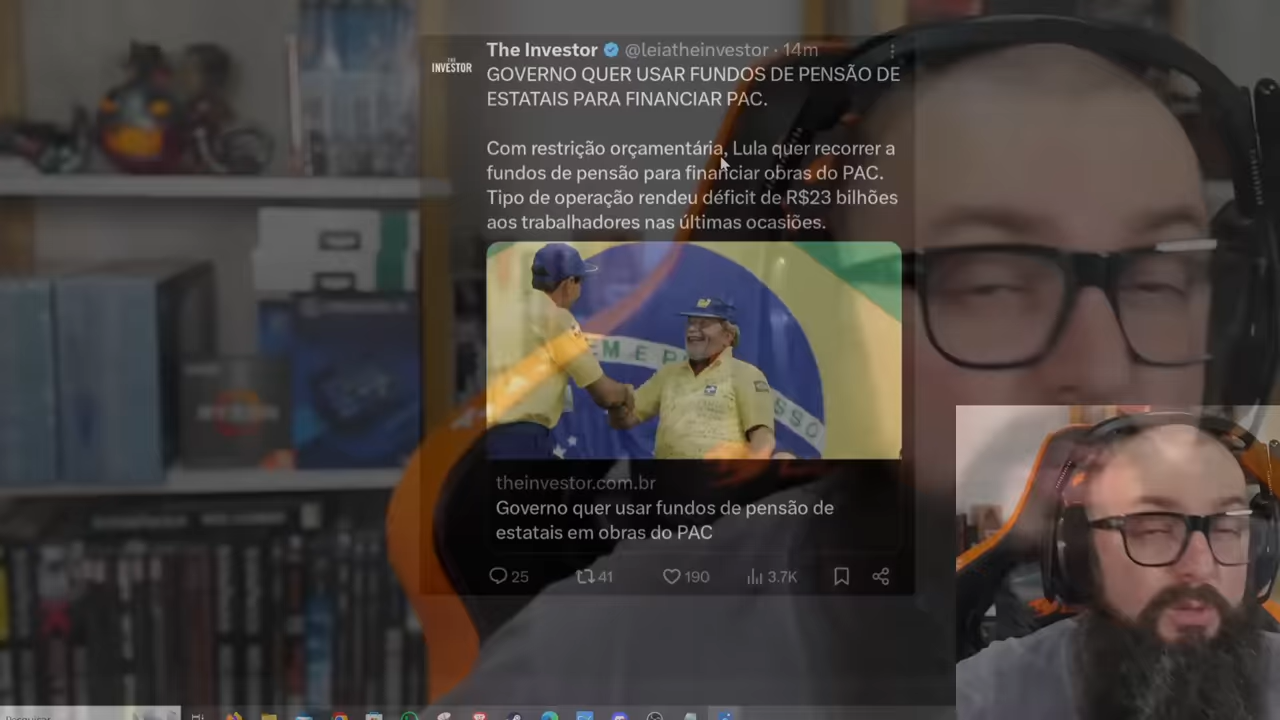 The Investor @leiatheinvestor · 14m
THE
INVESTOR
GOVERNO QUER USAR FUNDOS DE PENSÃO DE
ESTATAIS PARA FINANCIAR PAC.
Com restrição orçamentária, Lula quer recorrer a
fundos de pensão para financiar obras do PAC.
Tipo de operação rendeu déficit de R$23 bilhões
aos trabalhadores nas últimas ocasiões.
EM E P
SSO
theinvestor.com.br
Governo quer usar fundos de pensão de
estatais em obras do PAC
25 41 190 3.7K